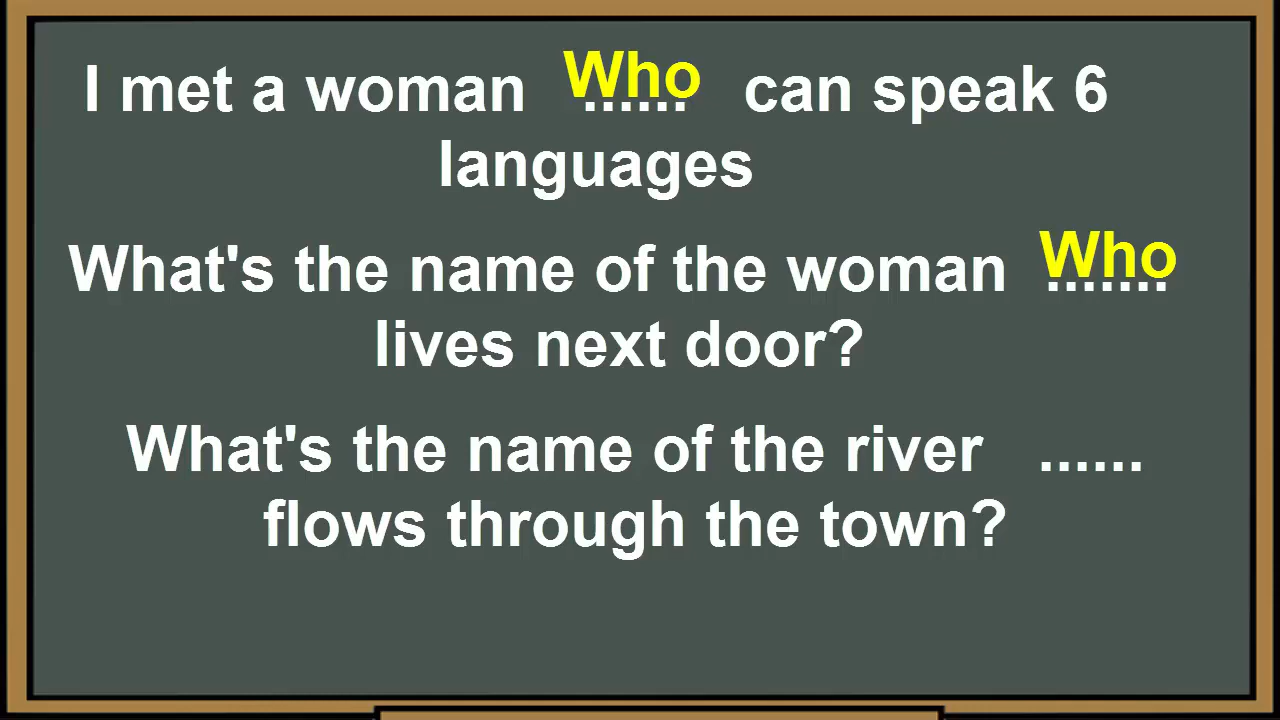 I met a woman Who ...... can speak 6
languages
What's the name of the woman Who .......
lives next door?
What's the name of the river ......
flows through the town?